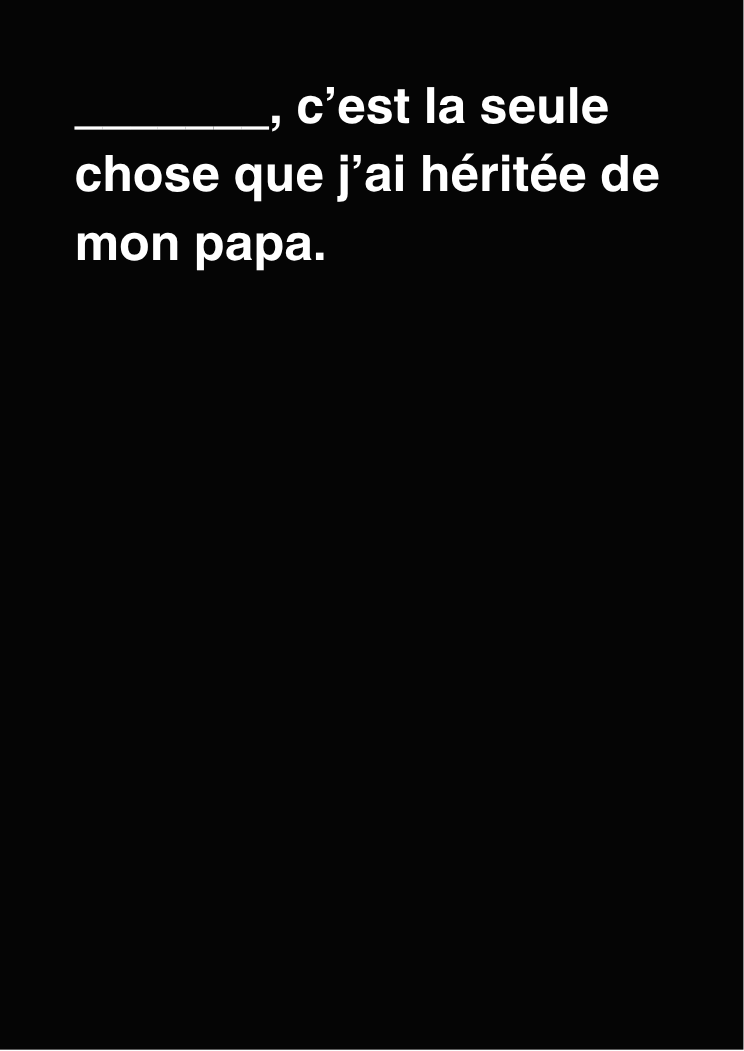 _______, c’est la seule
chose que j’ai héritée de
mon papa.